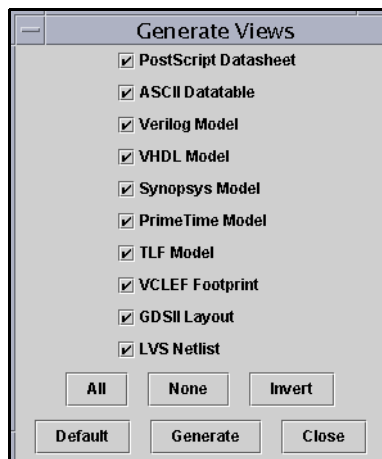 Generate Views
PostScript Datasheet
ASCII Datatable
Verilog Model
VHDL Model
Synopsys Model
PrimeTime Model
TLF Model
VCLEF Footprint
GDSII Layout
LVS Netlist
All None Invert
Default Generate Close